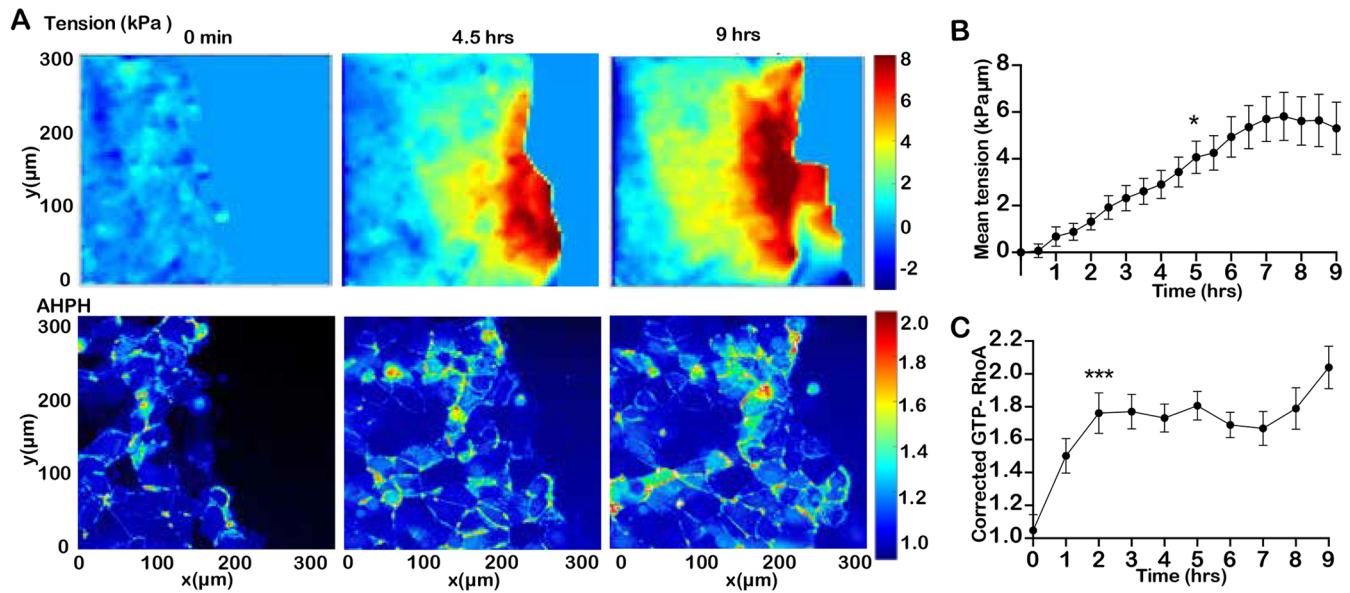 A
Tension (kPa )
0 min
4.5 hrs
9 hrs
300
200
100
0
y(μm)
8
6
4
2
0
-2
AHPH
300
200
100
0
y(μm)
0 100 200 300
0 100 200 300
0 100 200 300
x(μm)
x(μm)
x(μm)
2.0
1.8
1.6
1.4
1.2
1.0
B
Mean tension (kPaμm)
8
6
4
2
0
*
1 2 3 4 5 6 7 8 9
Time (hrs)
C
Corrected GTP- RhoA
2.2
2.0
1.8
1.6
1.4
1.2
1.0
***
0 1 2 3 4 5 6 7 8 9
Time (hrs)